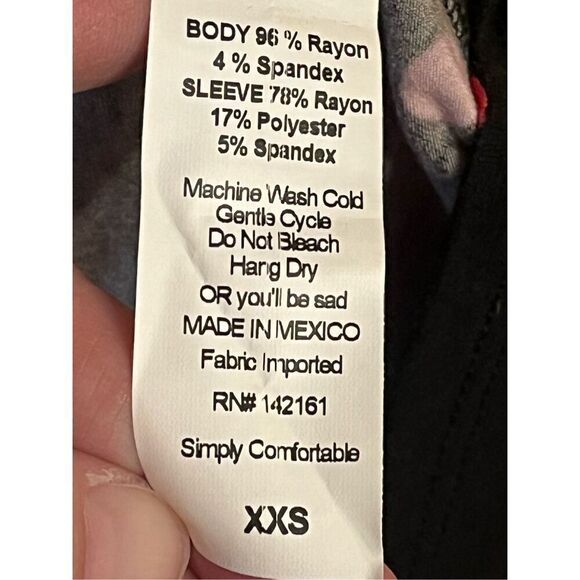 BODY 96 % Rayon
4 % Spandex
SLEEVE 78% Rayon
17% Polyester
5% Spandex
Machine Wash Cold
Gentle Cycle
Do Not Bleach
Hang Dry
OR you'll be sad
MADE IN MEXICO
Fabric Imported
RN# 142161
Simply Comfortable
XXS